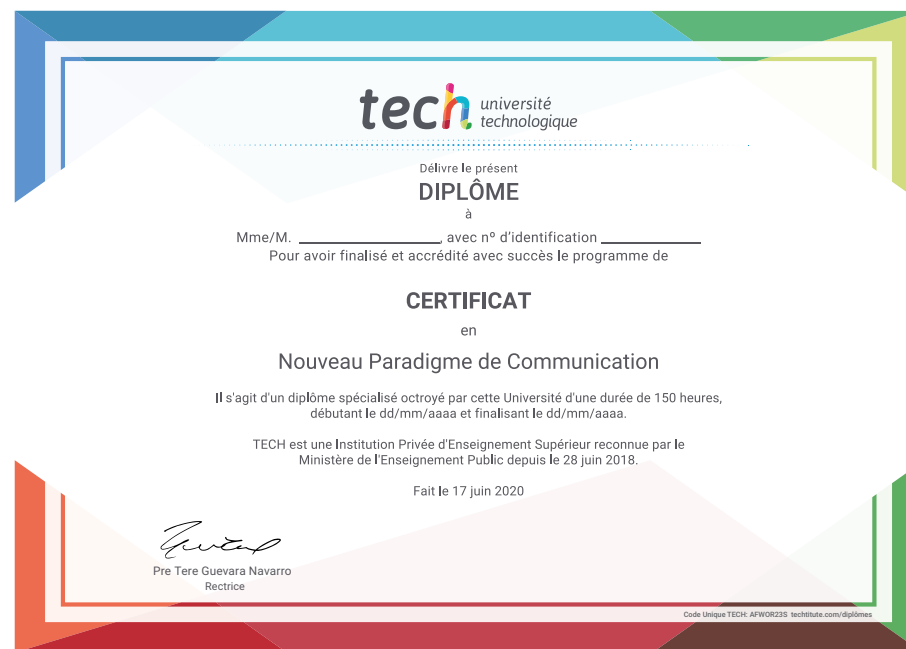 tech université
technologique
Délivre le présent
DIPLÔME
à
Mme/M. ____________________, avec nº d'identification ______________
Pour avoir finalisé et accrédité avec succès le programme de
CERTIFICAT
en
Nouveau Paradigme de Communication
Il s'agit d'un diplôme spécialisé octroyé par cette Université d'une durée de 150 heures,
débutant le dd/mm/aaaa et finalisant le dd/mm/aaaa.
TECH est une Institution Privée d'Enseignement Supérieur reconnue par le
Ministère de l'Enseignement Public depuis le 28 juin 2018.
Fait le 17 juin 2020
Pre Tere Guevara Navarro
Rectrice
Code Unique TECH: AFWOR23S techtitute.com/diplômes